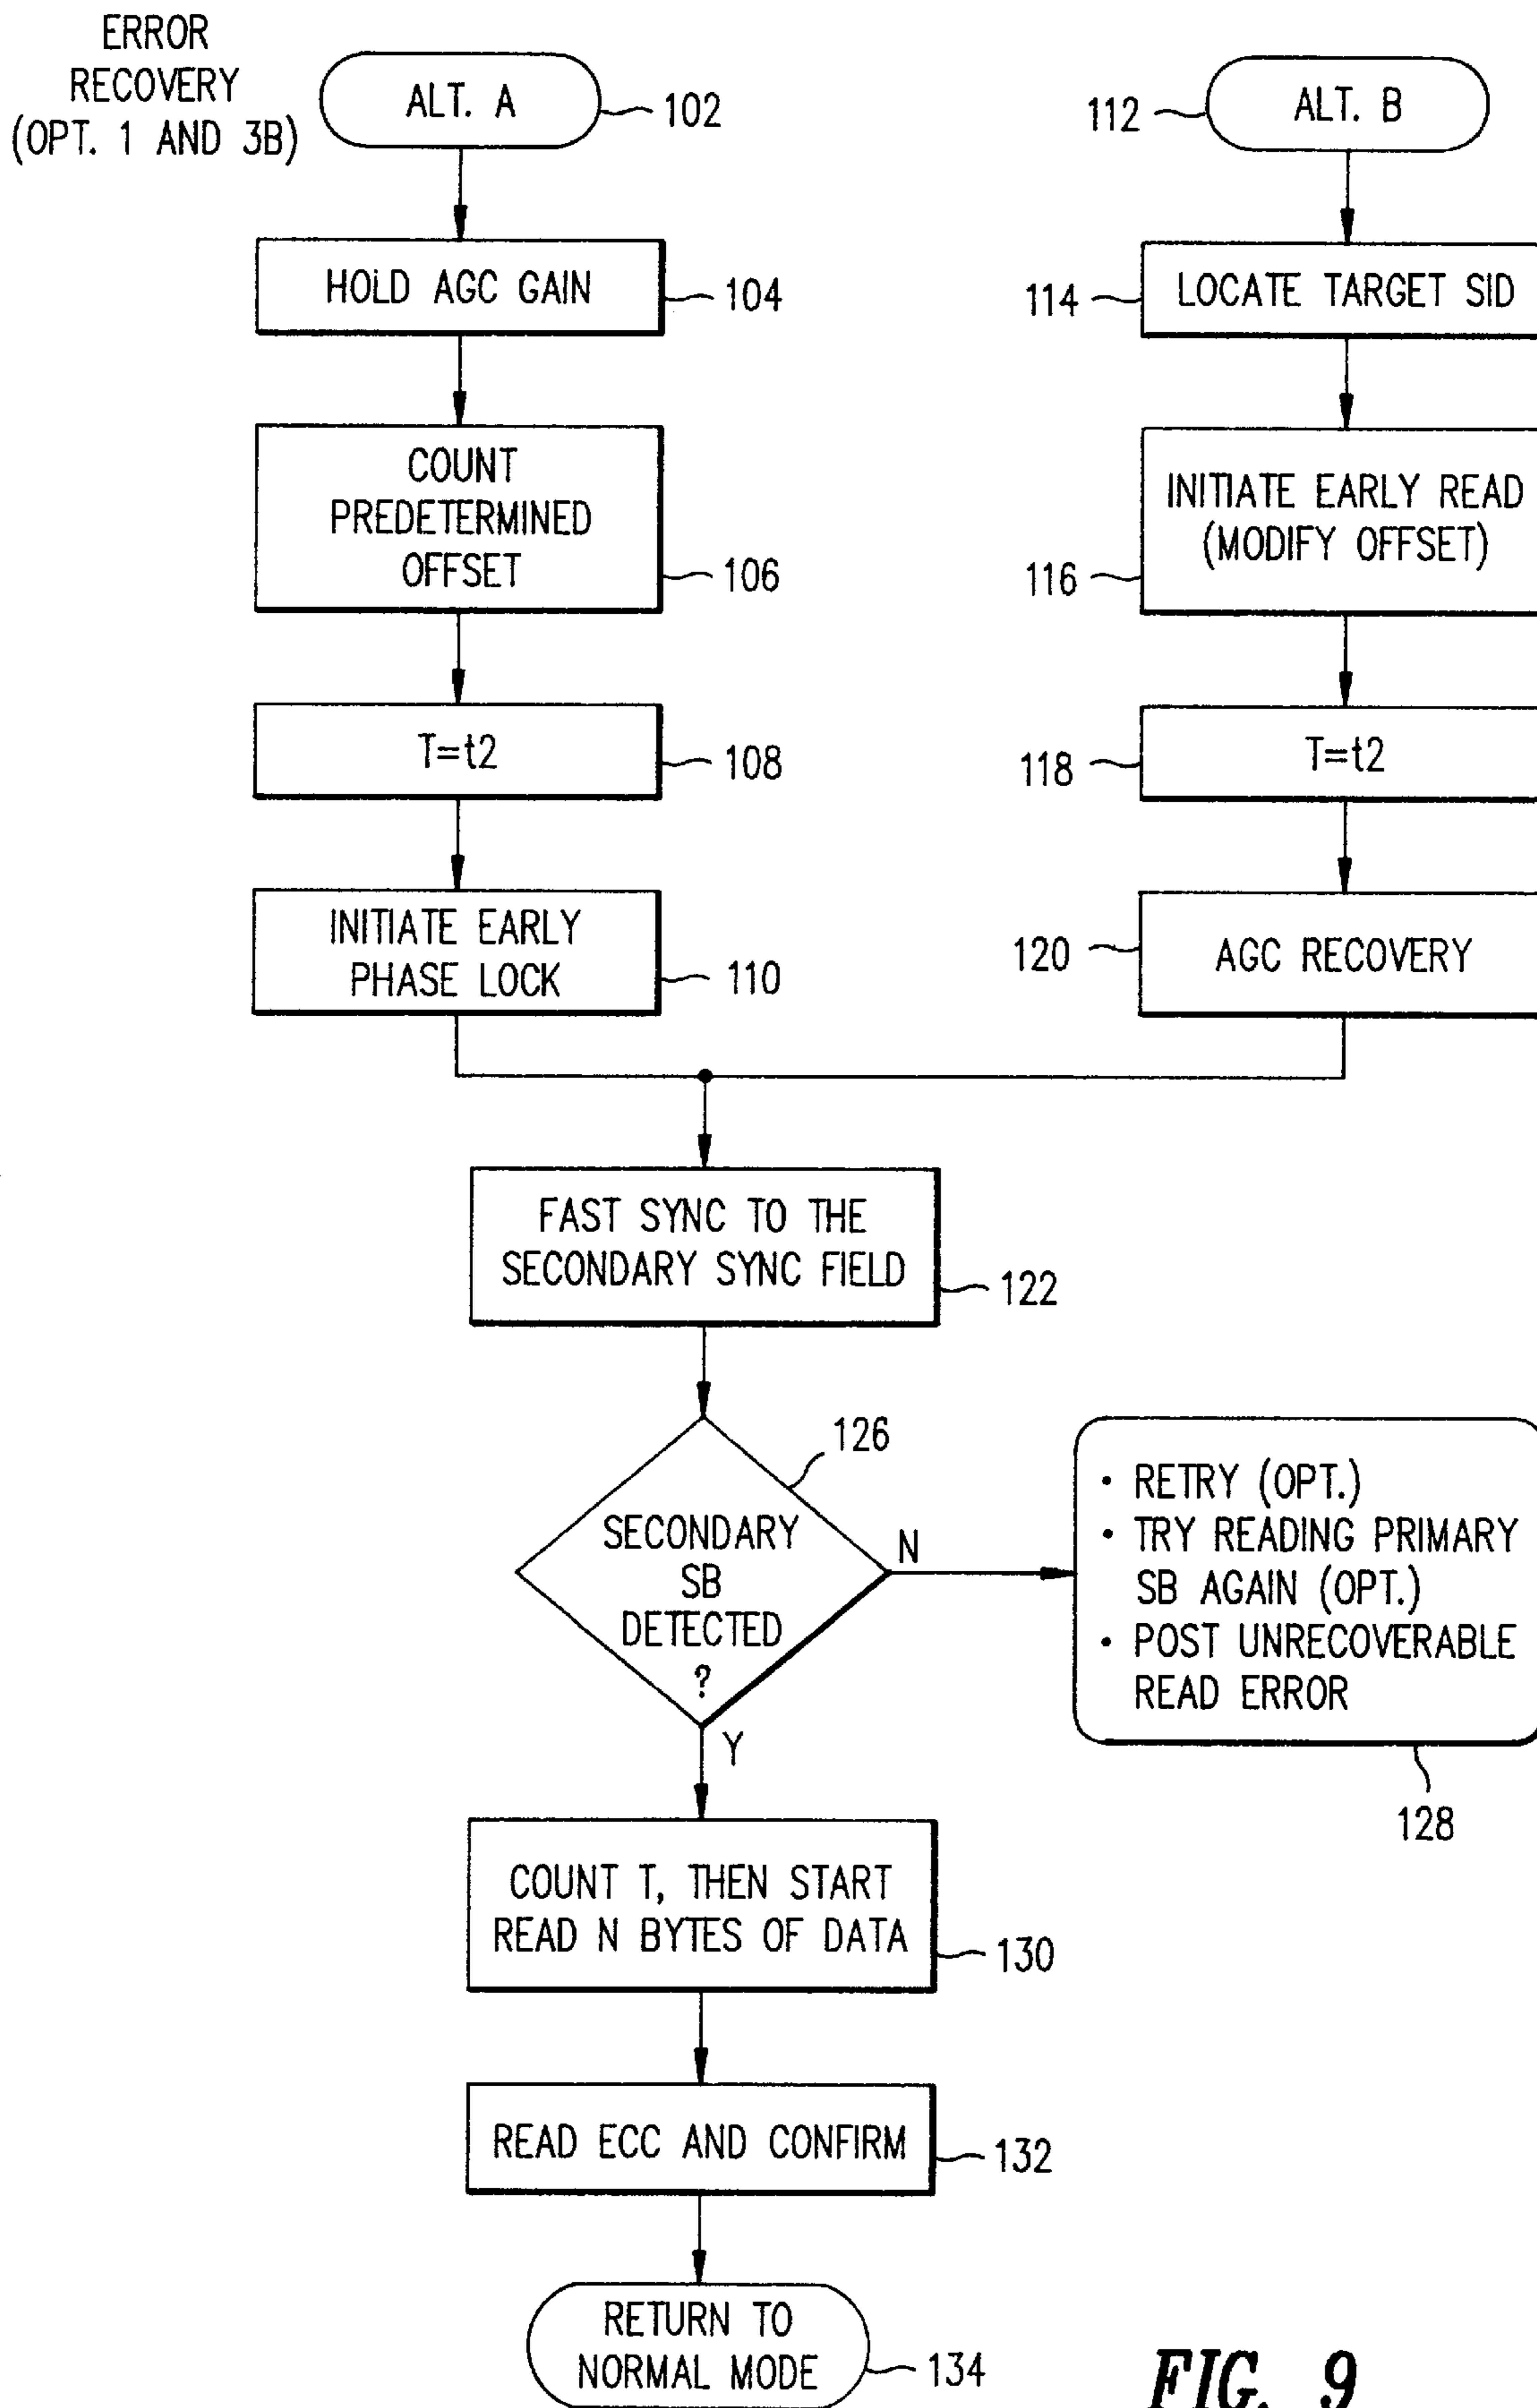 ERROR
RECOVERY
(OPT. 1 AND 3B)
ALT. A
102
HOLD AGC GAIN
104
COUNT
PREDETERMINED
OFFSET
106
T=t2
108
INITIATE EARLY
PHASE LOCK
110
112
ALT. B
114
LOCATE TARGET SID
116
INITIATE EARLY READ
(MODIFY OFFSET)
118
T=t2
120
AGC RECOVERY
FAST SYNC TO THE
SECONDARY SYNC FIELD
122
126
SECONDARY
SB
DETECTED
?
N
Y
• RETRY (OPT.)
• TRY READING PRIMARY
SB AGAIN (OPT.)
• POST UNRECOVERABLE
READ ERROR
128
COUNT T, THEN START
READ N BYTES OF DATA
130
READ ECC AND CONFIRM
132
RETURN TO
NORMAL MODE
134
FIG. 9